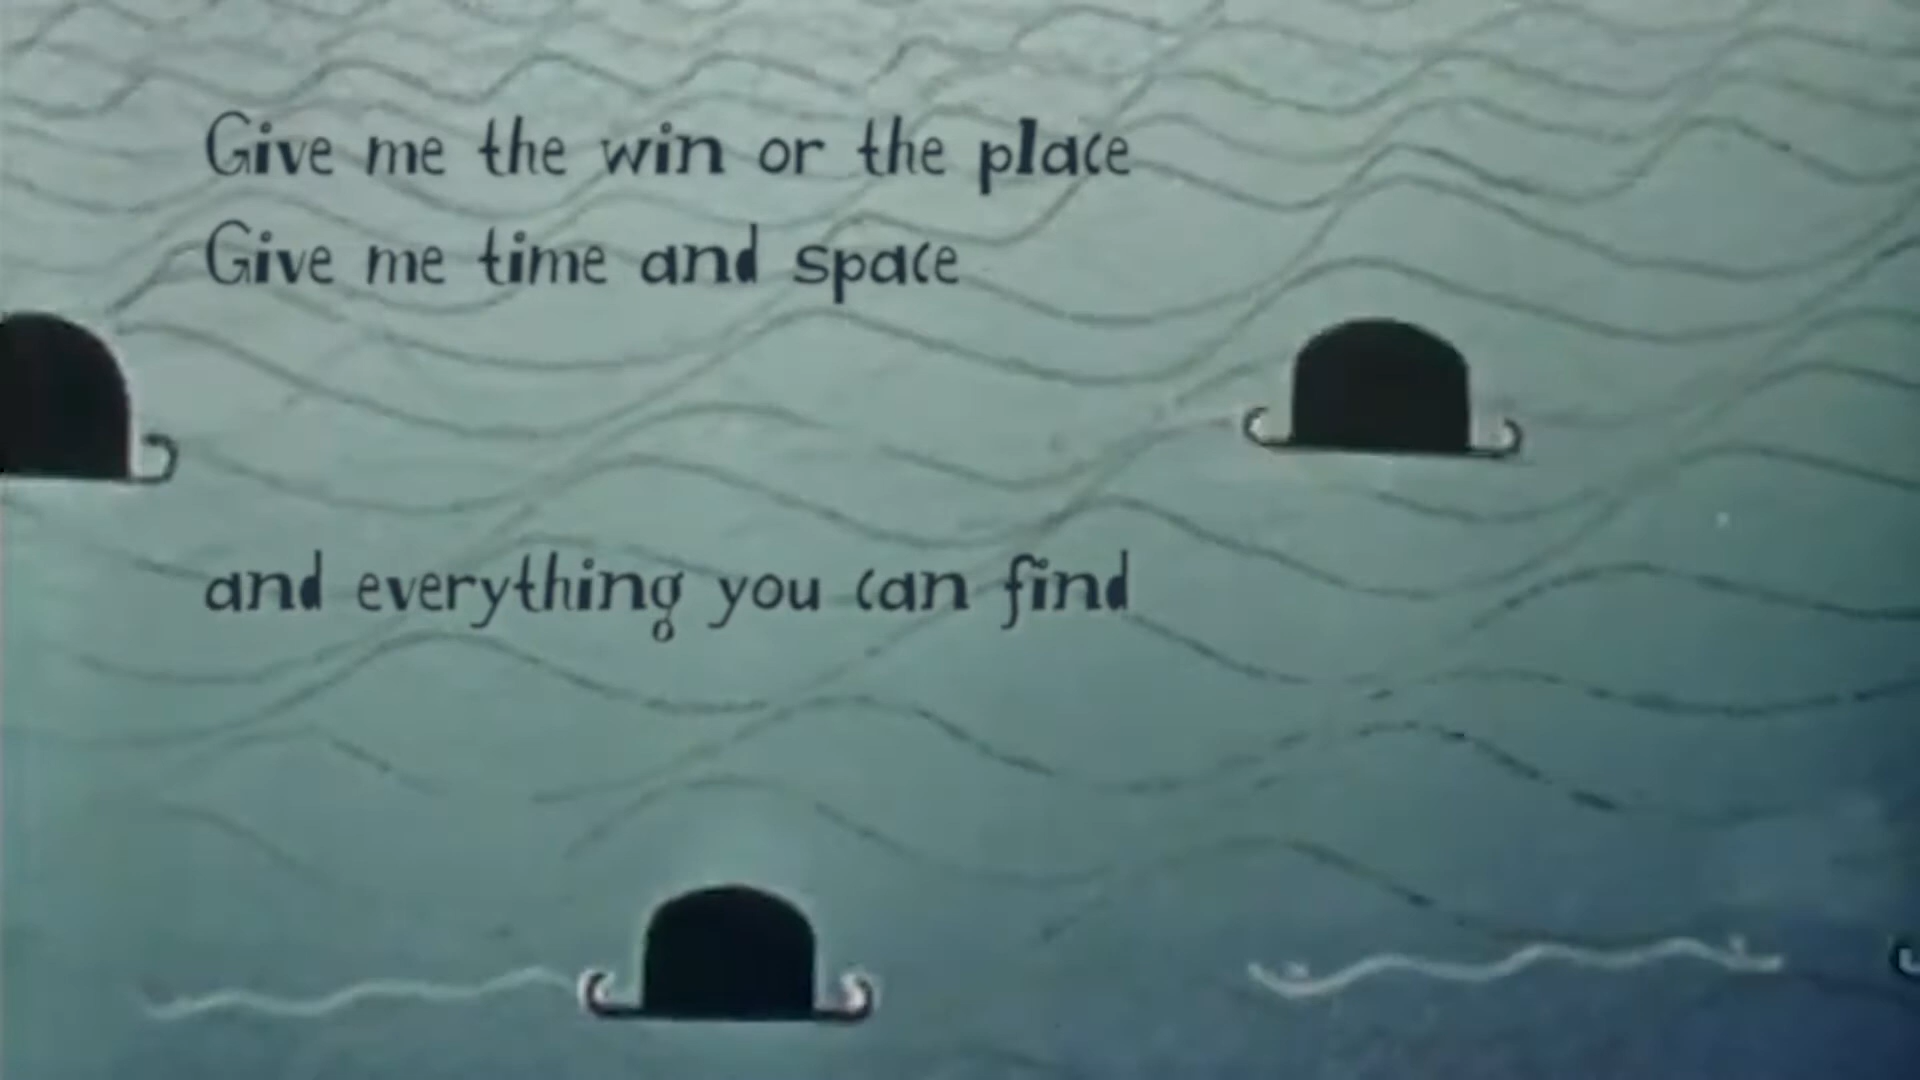 Give me the win or the place
Give me time and space
and everything you can find